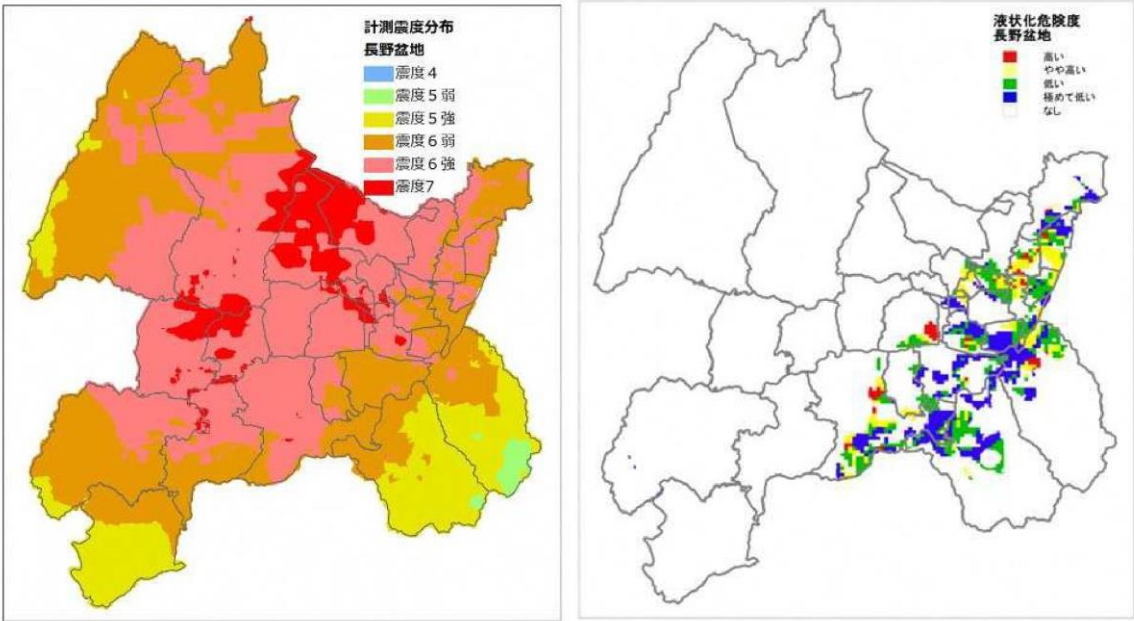 計測震度分布
長野盆地
震度４
震度５弱
震度５強
震度６弱
震度６強
震度7
液状化危険度
長野盆地
高い
やや高い
低い
極めて低い
なし